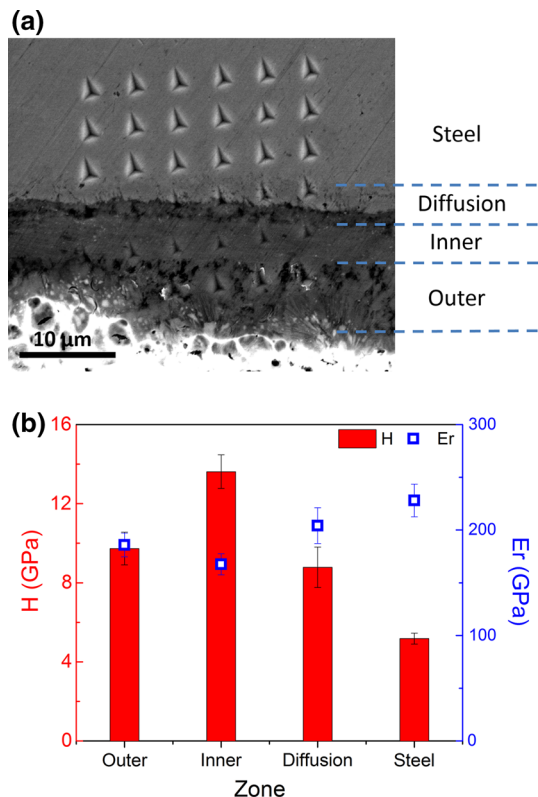 (a)
Steel
Diffusion
Inner
Outer
10 µm
(b)
H Er
16
12
8
4
0
H (GPa)
300
200
100
0
Er (GPa)
Outer Inner Diffusion Steel
Zone